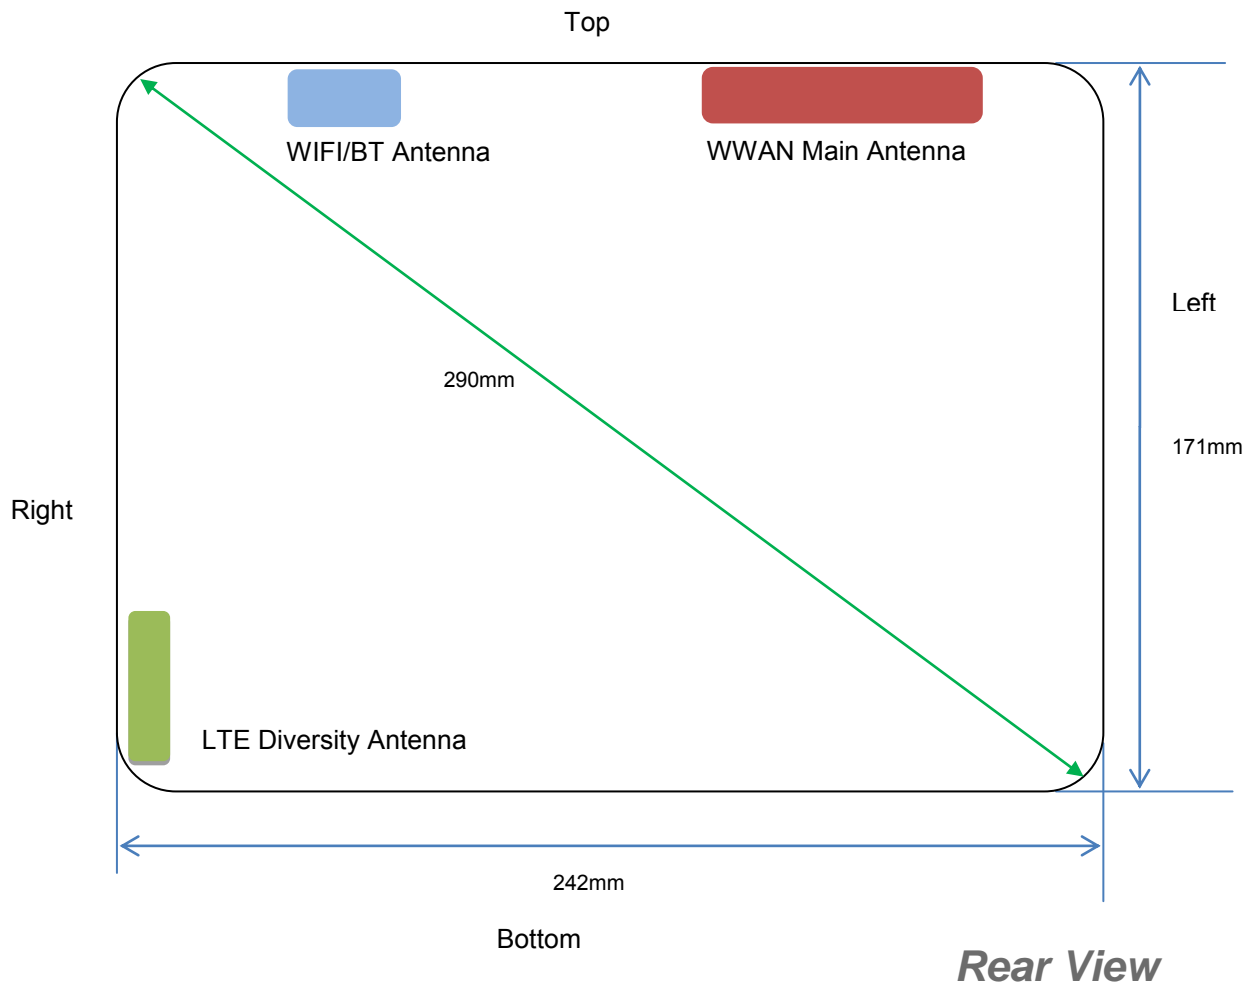 Top
WIFI/BT Antenna
WWAN Main Antenna
Left
290mm
171mm
Right
LTE Diversity Antenna
242mm
Bottom
Rear View